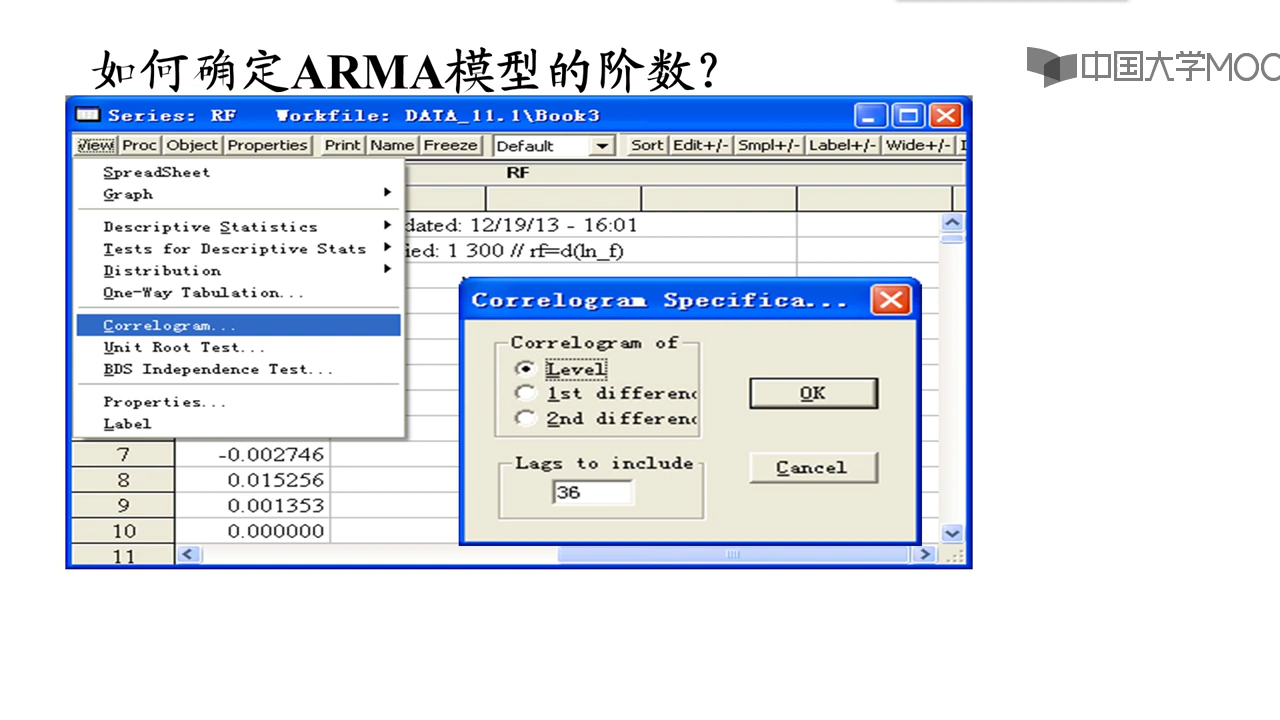 如何确定ARMA模型的阶数?
中国大学MOOC
Series: RF Workfile: DATA_11.1\Book3
View Proc Object Properties Print Name Freeze Default Sort Edit+/- Smpl+/- Label+/- Wide+/-
RF
SpreadSheet
Graph
Descriptive Statistics
Tests for Descriptive Stats
Distribution
One-Way Tabulation...
Correlogram...
Unit Root Test...
BDS Independence Test...
Properties...
Label
dated: 12/19/13 - 16:01
ied: 1 300 // rf=d(ln_f)
7 -0.002746
8 0.015256
9 0.001353
10 0.000000
11
Correlogram Specifica...
Correlogram of
Level
1st differenc
2nd differenc
Lags to include
36
OK
Cancel